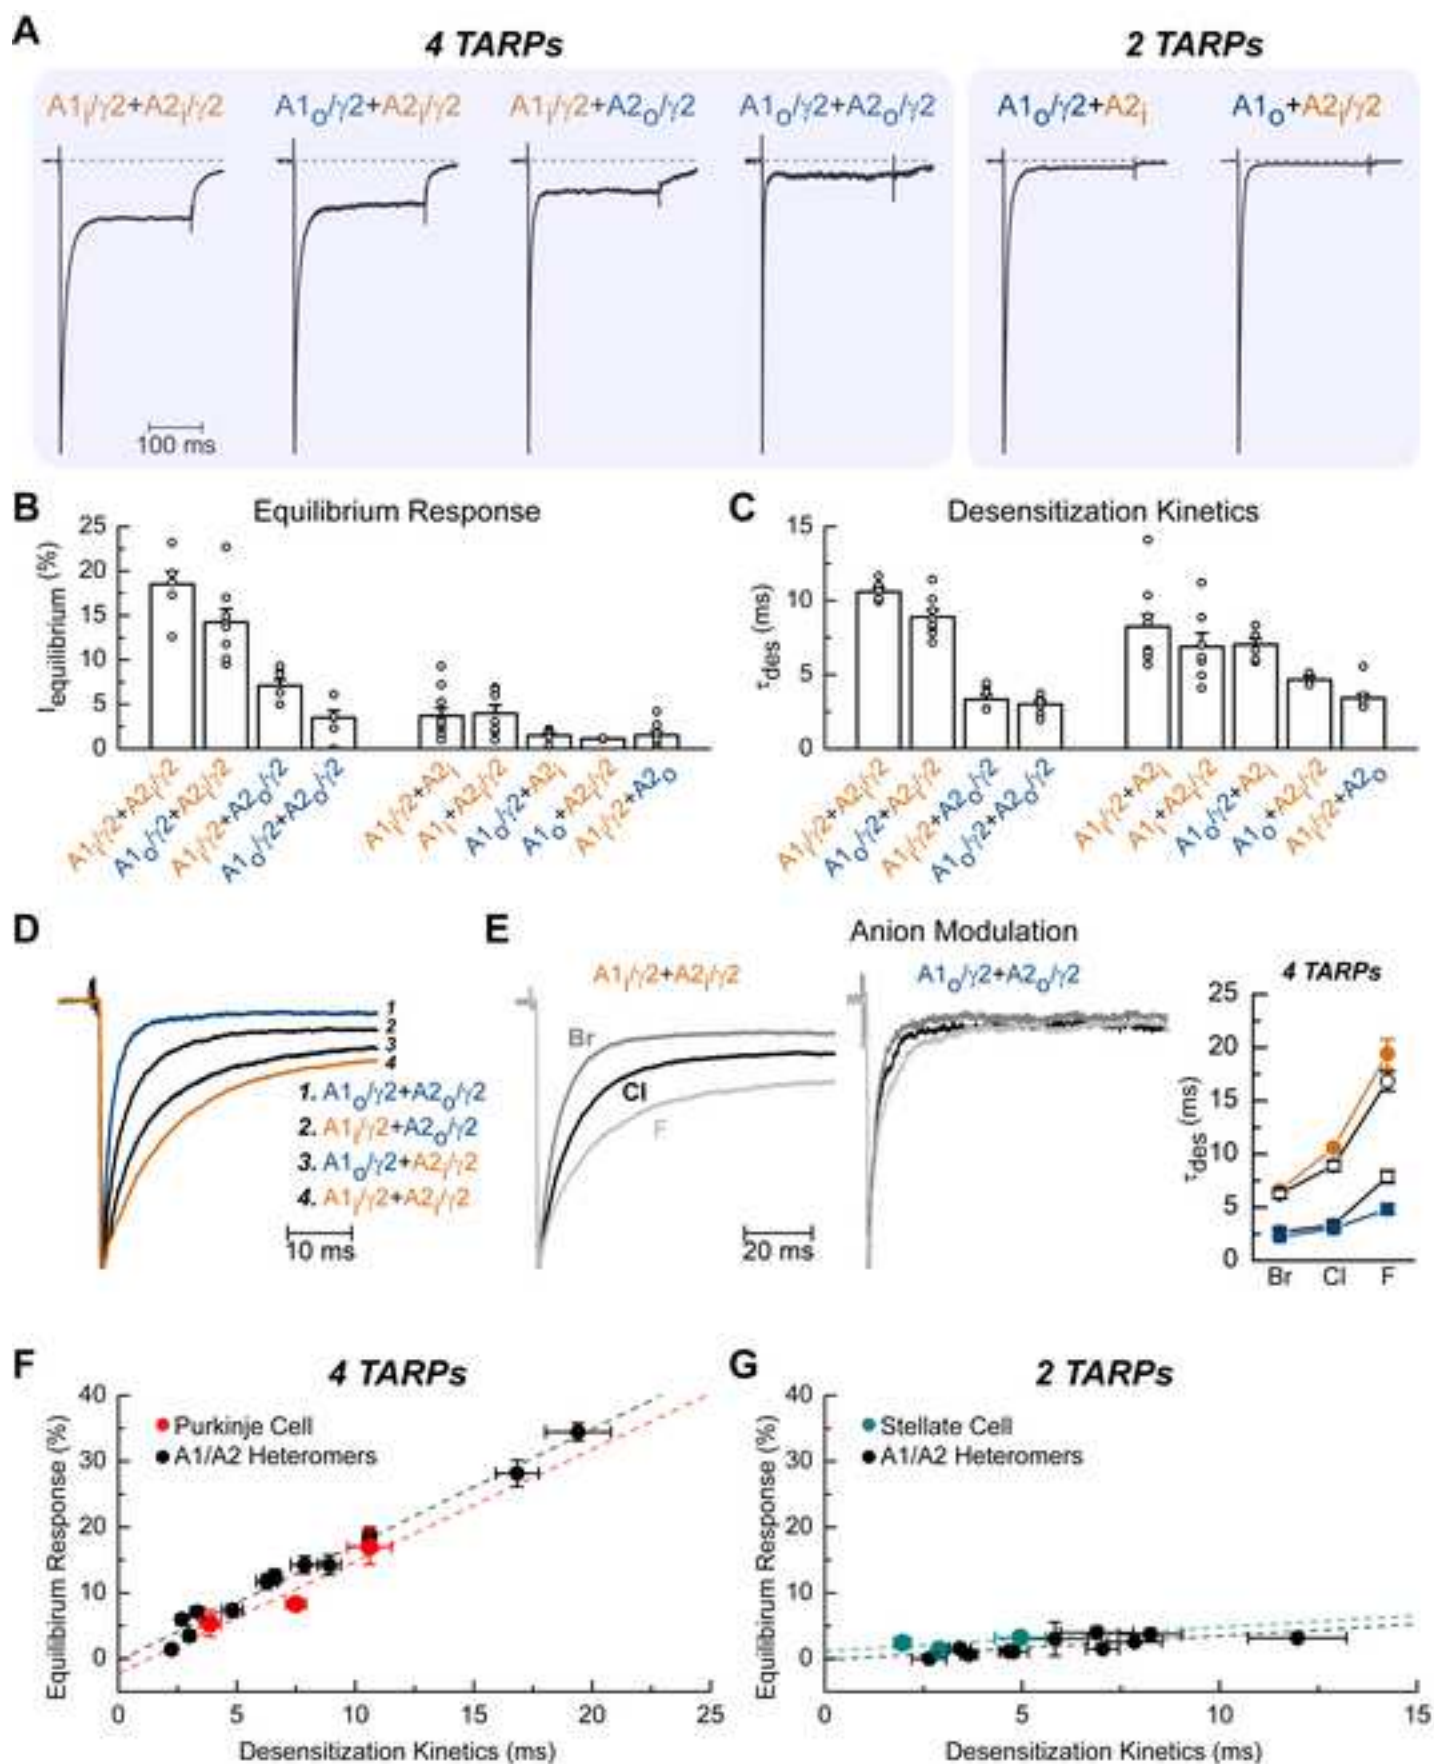 A
4 TARPs
2 TARPs
A1i/γ2+A2i/γ2
A1o/γ2+A2i/γ2
A1i/γ2+A2o/γ2
A1o/γ2+A2o/γ2
A1o/γ2+A2i
A1o+A2i/γ2
100 ms
B
Equilibrium Response
Iequilibrium (%)
25
20
15
10
5
0
A1i/γ2+A2i/γ2
A1o/γ2+A2i/γ2
A1i/γ2+A2o/γ2
A1o/γ2+A2o/γ2
A1i/γ2+A2i
A1i+A2i/γ2
A1o/γ2+A2i
A1o+A2i/γ2
A1i/γ2+A2o
C
Desensitization Kinetics
τdes (ms)
15
10
5
0
A1i/γ2+A2i/γ2
A1o/γ2+A2i/γ2
A1i/γ2+A2o/γ2
A1o/γ2+A2o/γ2
A1i/γ2+A2i
A1i+A2i/γ2
A1o/γ2+A2i
A1o+A2i/γ2
A1i/γ2+A2o
D
1
2
3
4
1. A1o/γ2+A2o/γ2
2. A1i/γ2+A2o/γ2
3. A1o/γ2+A2i/γ2
4. A1i/γ2+A2i/γ2
10 ms
E
Anion Modulation
A1i/γ2+A2i/γ2
A1o/γ2+A2o/γ2
Br
Cl
F
20 ms
4 TARPs
τdes (ms)
25
20
15
10
5
0
Br Cl F
F
4 TARPs
Equilibirum Response (%)
40
30
20
10
0
Purkinje Cell
A1/A2 Heteromers
0 5 10 15 20 25
Desensitization Kinetics (ms)
G
2 TARPs
Equilibirum Response (%)
40
30
20
10
0
Stellate Cell
A1/A2 Heteromers
0 5 10 15
Desensitization Kinetics (ms)